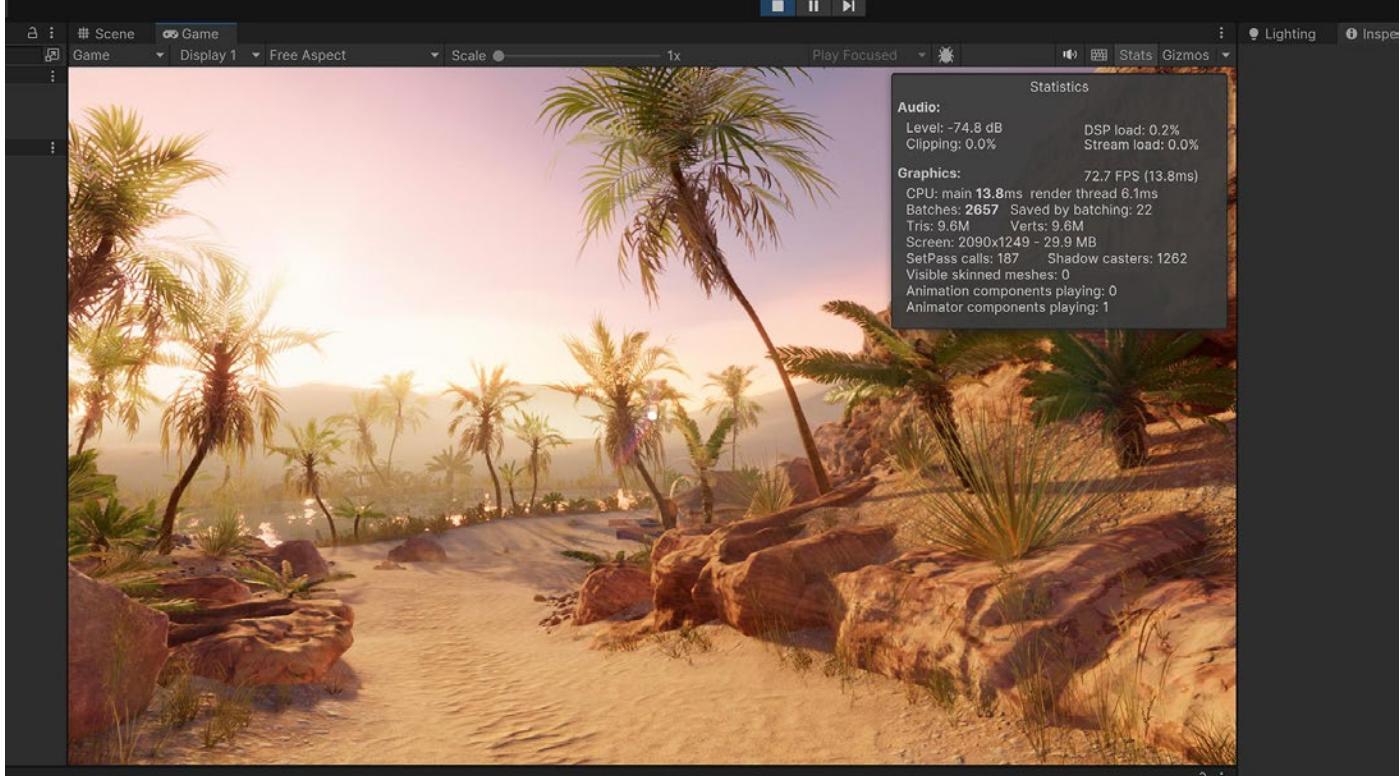 Scene Game
Lighting Inspe
Game Display 1 Free Aspect Scale 1x Play Focused Stats Gizmos
Statistics
Audio:
Level: -74.8 dB DSP load: 0.2%
Clipping: 0.0% Stream load: 0.0%
Graphics: 72.7 FPS (13.8ms)
CPU: main 13.8ms render thread 6.1ms
Batches: 2657 Saved by batching: 22
Tris: 9.6M Verts: 9.6M
Screen: 2090x1249 - 29.9 MB
SetPass calls: 187 Shadow casters: 1262
Visible skinned meshes: 0
Animation components playing: 0
Animator components playing: 1